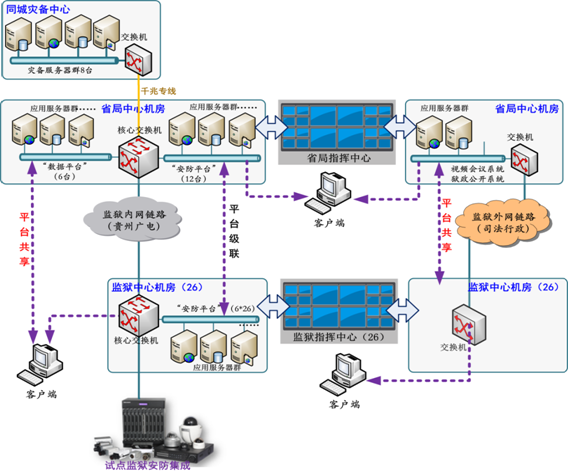 同城灾备中心
交换机
灾备服务器群8台
千兆专线
省局中心机房
应用服务器群……
应用服务器群……
核心交换机
"数据平台"
(6台)
"安防平台"
(12台)
省局指挥中心
省局中心机房
应用服务器群
交换机
视频会议系统
狱政公开系统
客户端
平台共享
监狱内网链路
(贵州广电)
平台级联
平台共享
监狱外网链路
(司法行政)
监狱中心机房(26)
"安防平台"(6*26)
……
核心交换机
应用服务器群
监狱指挥中心(26)
监狱中心机房(26)
交换机
客户端
客户端
试点监狱安防集成